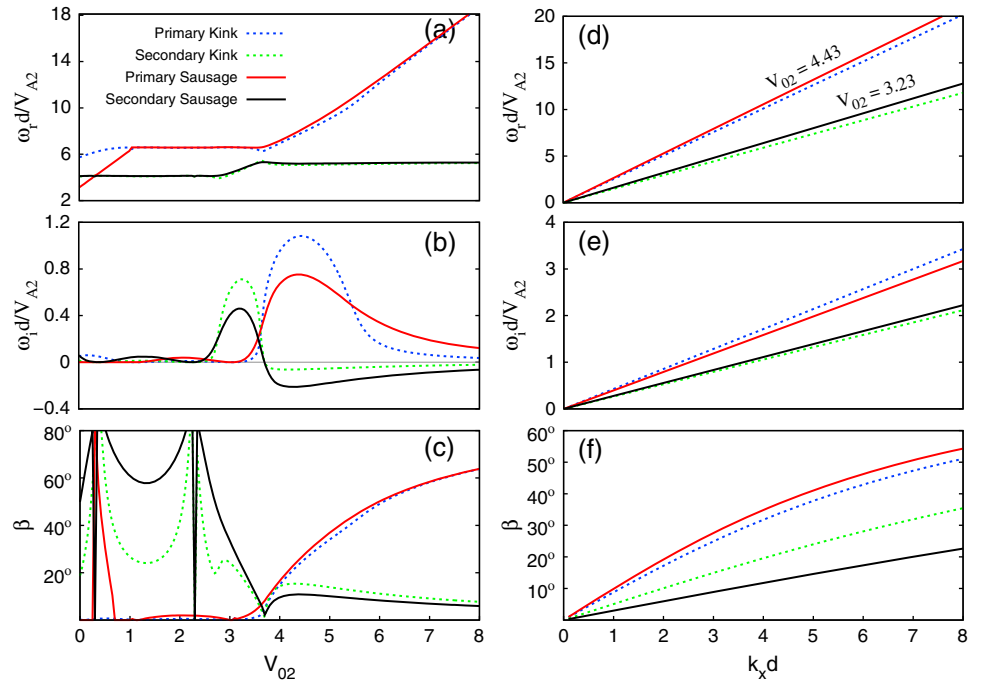 18
14
10
6
2
ω_r d/V_A2
(a)
Primary Kink
Secondary Kink
Primary Sausage
Secondary Sausage
1.2
0.8
0.4
0
−0.4
ω_i d/V_A2
(b)
80°
60°
40°
20°
β
(c)
0 1 2 3 4 5 6 7 8
V_02
20
15
10
5
0
ω_r d/V_A2
(d)
V_02 = 4.43
V_02 = 3.23
4
3
2
1
0
ω_i d/V_A2
(e)
60°
50°
40°
30°
20°
10°
β
(f)
0 1 2 3 4 5 6 7 8
k_x d